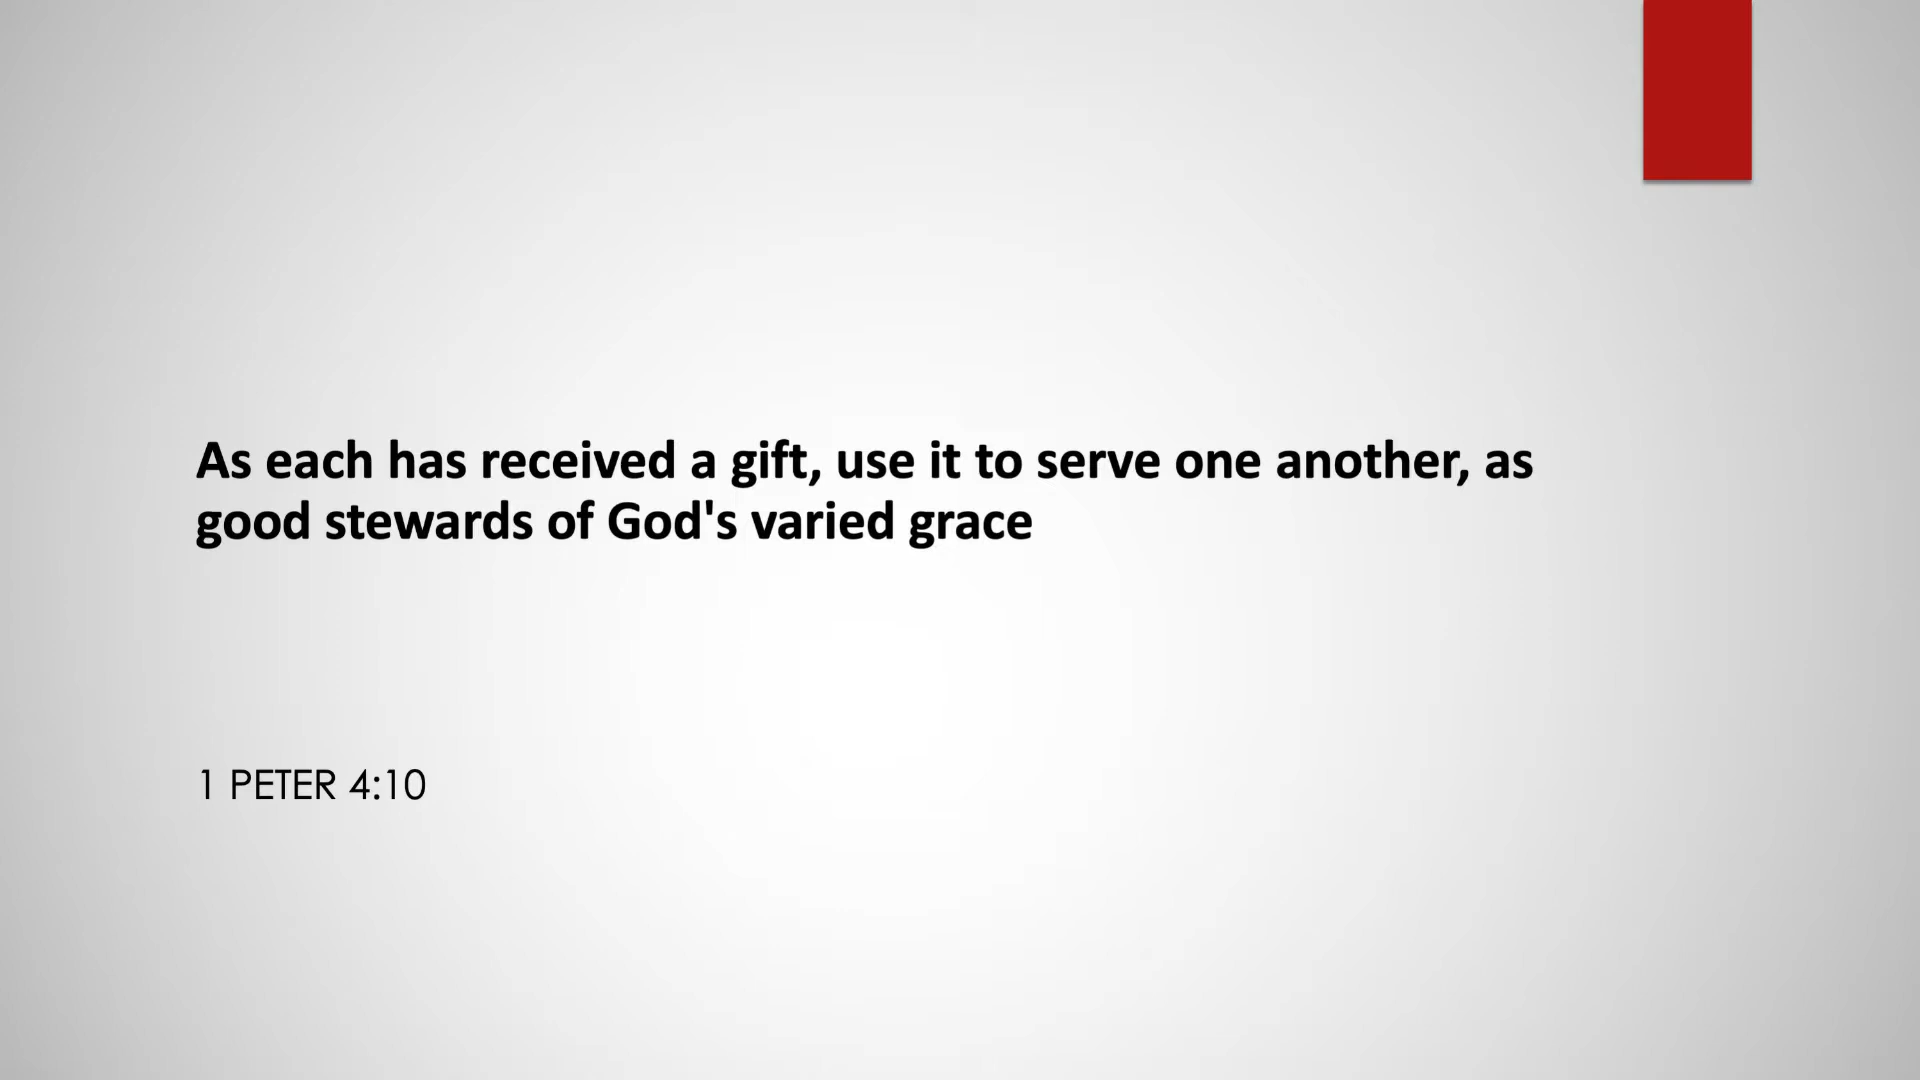 As each has received a gift, use it to serve one another, as
good stewards of God's varied grace
1 PETER 4:10